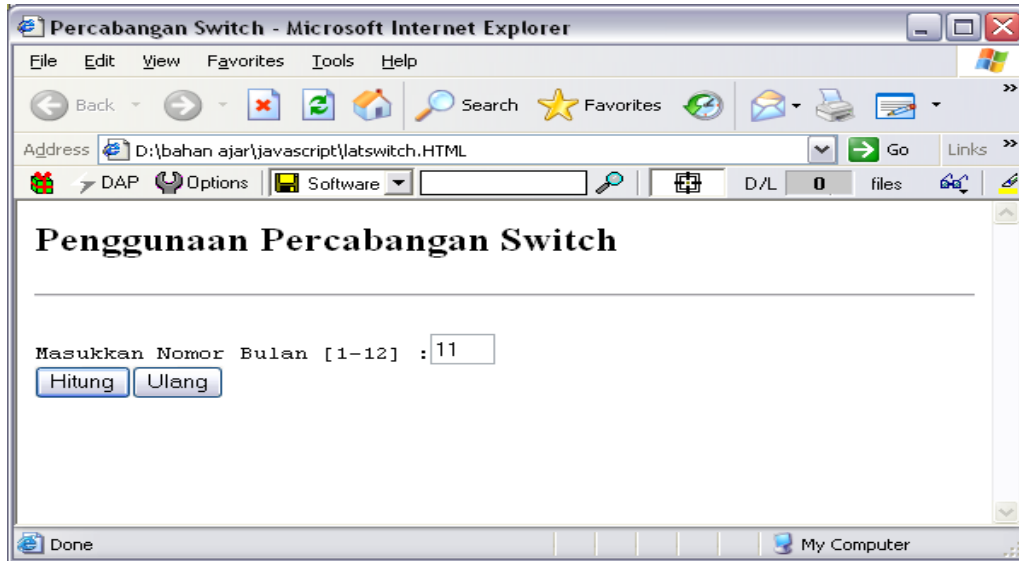 Percabangan Switch - Microsoft Internet Explorer
File Edit View Favorites Tools Help
Back Search Favorites »
Address D:\bahan ajar\javascript\latswitch.HTML Go Links »
DAP Options Software D/L 0 files
Penggunaan Percabangan Switch
Masukkan Nomor Bulan [1-12] :11
Hitung Ulang
Done My Computer